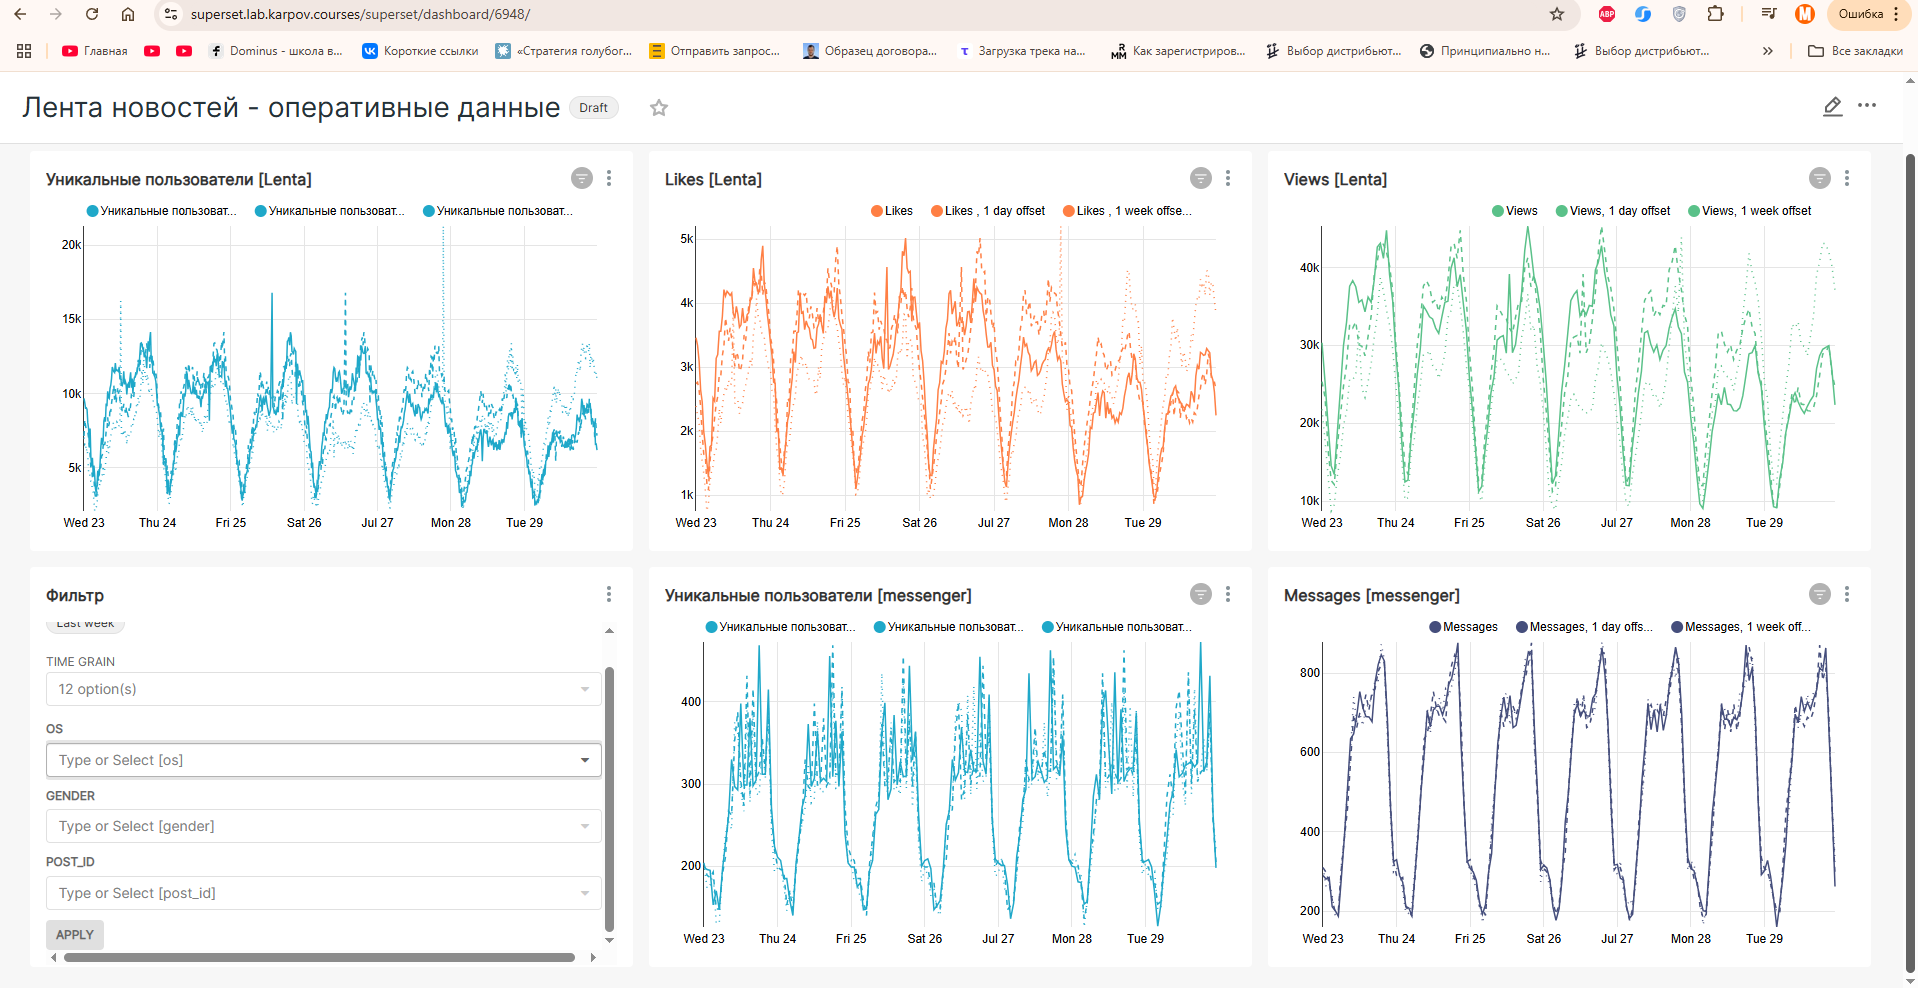 superset.lab.karpov.courses/superset/dashboard/6948/
ABP
M
Ошибка
Главная
Dominus - школа в...
Короткие ссылки
«Стратегия голубог...
Отправить запрос...
Образец договора...
Загрузка трека на...
Как зарегистриров...
Выбор дистрибьют...
Принципиально н...
Выбор дистрибьют...
Все закладки
Лента новостей - оперативные данные
Draft
Уникальные пользователи [Lenta]
Уникальные пользоват... Уникальные пользоват... Уникальные пользоват...
20k
15k
10k
5k
Wed 23 Thu 24 Fri 25 Sat 26 Jul 27 Mon 28 Tue 29
Likes [Lenta]
Likes Likes , 1 day offset Likes , 1 week offse...
5k
4k
3k
2k
1k
Wed 23 Thu 24 Fri 25 Sat 26 Jul 27 Mon 28 Tue 29
Views [Lenta]
Views Views, 1 day offset Views, 1 week offset
40k
30k
20k
10k
Wed 23 Thu 24 Fri 25 Sat 26 Jul 27 Mon 28 Tue 29
Фильтр
Last week
TIME GRAIN
12 option(s)
OS
Type or Select [os]
GENDER
Type or Select [gender]
POST_ID
Type or Select [post_id]
APPLY
Уникальные пользователи [messenger]
Уникальные пользоват... Уникальные пользоват... Уникальные пользоват...
400
300
200
Wed 23 Thu 24 Fri 25 Sat 26 Jul 27 Mon 28 Tue 29
Messages [messenger]
Messages Messages, 1 day offs... Messages, 1 week off...
800
600
400
200
Wed 23 Thu 24 Fri 25 Sat 26 Jul 27 Mon 28 Tue 29